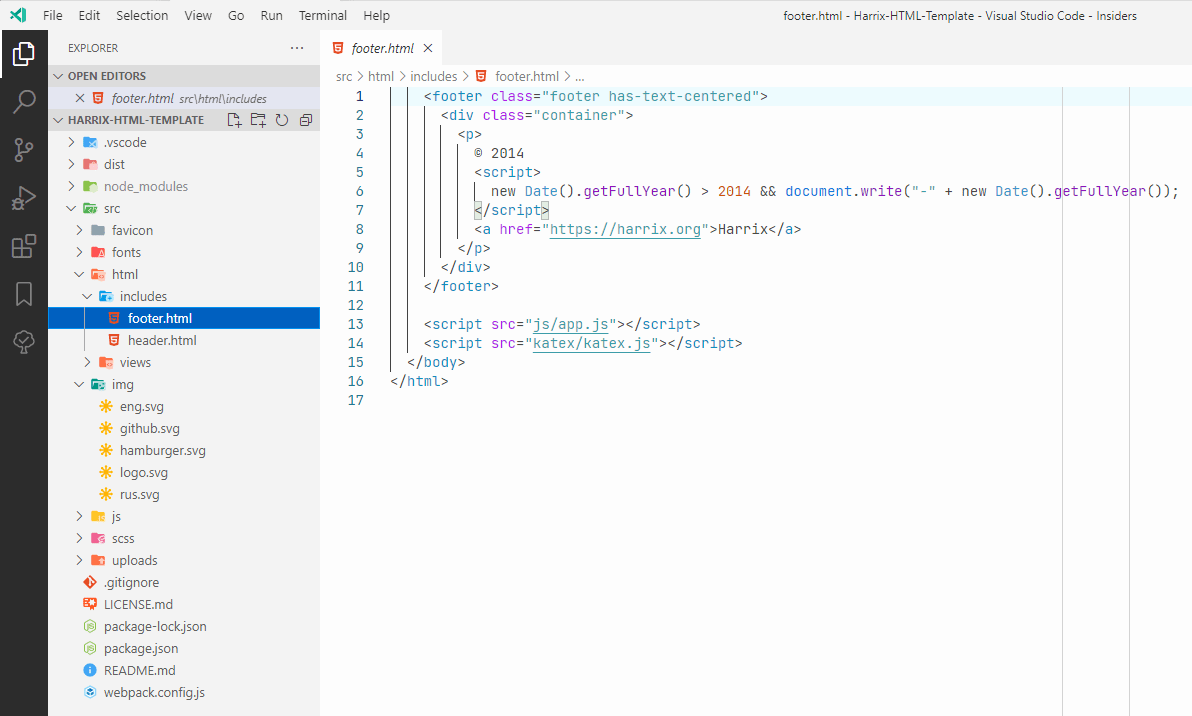 File Edit Selection View Go Run Terminal Help footer.html - Harrix-HTML-Template - Visual Studio Code - Insiders
EXPLORER ...
OPEN EDITORS
footer.html src\html\includes
HARRIX-HTML-TEMPLATE
.vscode
dist
node_modules
src
favicon
fonts
html
includes
footer.html
header.html
views
img
eng.svg
github.svg
hamburger.svg
logo.svg
rus.svg
js
scss
uploads
.gitignore
LICENSE.md
package-lock.json
package.json
README.md
webpack.config.js
footer.html
src > html > includes > footer.html > ...
1 <footer class="footer has-text-centered">
2 <div class="container">
3 <p>
4 © 2014
5 <script>
6 new Date().getFullYear() > 2014 && document.write("-" + new Date().getFullYear());
7 </script>
8 <a href="https://harrix.org">Harrix</a>
9 </p>
10 </div>
11 </footer>
12
13 <script src="js/app.js"></script>
14 <script src="katex/katex.js"></script>
15 </body>
16 </html>
17